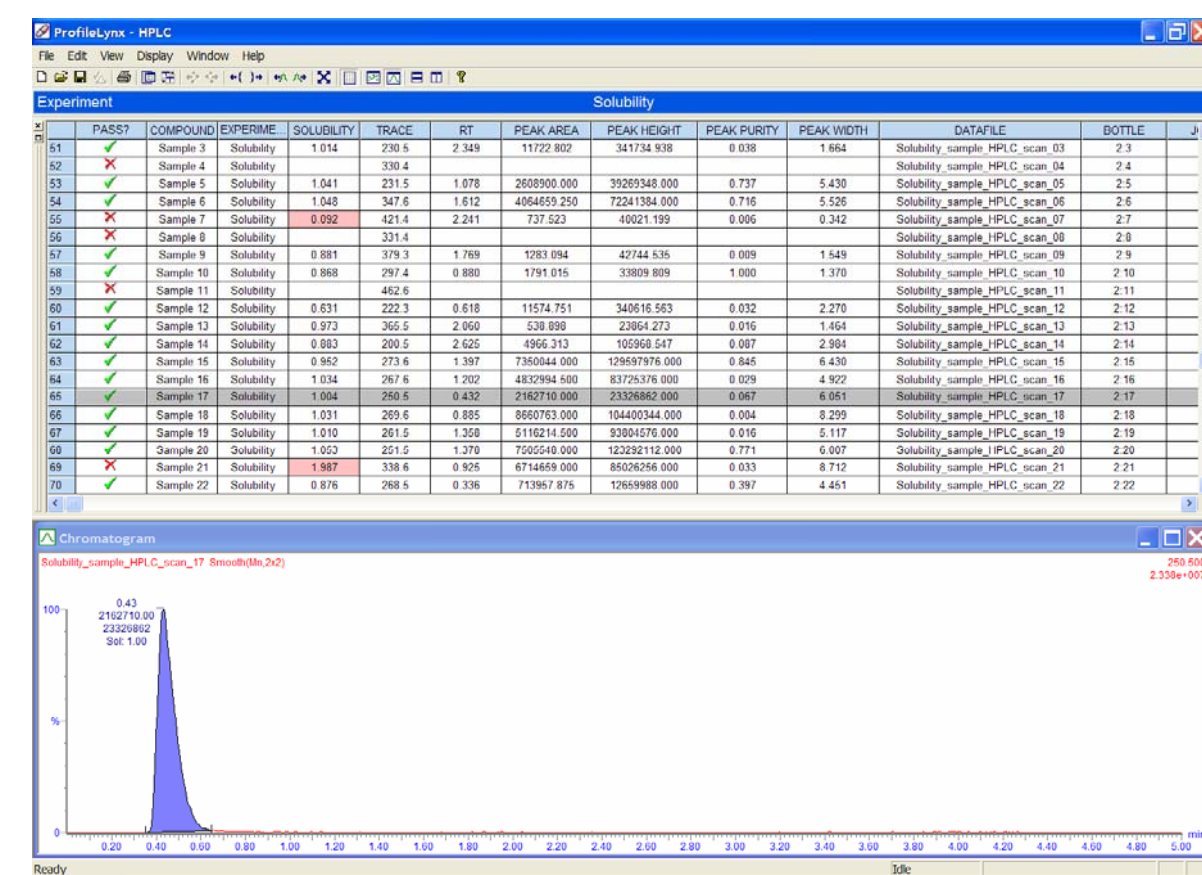 ProfileLynx - HPLC
File Edit View Display Window Help
Experiment Solubility
PASS? COMPOUND EXPERIME... SOLUBILITY TRACE RT PEAK AREA PEAK HEIGHT PEAK PURITY PEAK WIDTH DATAFILE BOTTLE
51 Sample 3 Solubility 1.014 230.5 2.349 11722.802 341734.938 0.038 1.664 Solubility_sample_HPLC_scan_03 2:3
52 Sample 4 Solubility 330.4 Solubility_sample_HPLC_scan_04 2:4
53 Sample 5 Solubility 1.041 231.5 1.078 2608900.000 39269348.000 0.737 5.430 Solubility_sample_HPLC_scan_05 2:5
54 Sample 6 Solubility 1.048 347.6 1.612 4064659.250 72241384.000 0.716 5.526 Solubility_sample_HPLC_scan_06 2:6
55 Sample 7 Solubility 0.092 421.4 2.241 737.523 40021.199 0.006 0.342 Solubility_sample_HPLC_scan_07 2:7
56 Sample 8 Solubility 331.4 Solubility_sample_HPLC_scan_08 2:8
57 Sample 9 Solubility 0.881 379.3 1.769 1283.094 42744.535 0.009 1.549 Solubility_sample_HPLC_scan_09 2:9
58 Sample 10 Solubility 0.868 297.4 0.880 1791.015 33809.809 1.000 1.370 Solubility_sample_HPLC_scan_10 2:10
59 Sample 11 Solubility 462.6 Solubility_sample_HPLC_scan_11 2:11
60 Sample 12 Solubility 0.631 222.3 0.618 11574.751 340616.563 0.032 2.270 Solubility_sample_HPLC_scan_12 2:12
61 Sample 13 Solubility 0.973 365.5 2.060 538.898 23864.273 0.016 1.464 Solubility_sample_HPLC_scan_13 2:13
62 Sample 14 Solubility 0.883 200.5 2.625 4966.313 105968.547 0.087 2.984 Solubility_sample_HPLC_scan_14 2:14
63 Sample 15 Solubility 0.952 273.6 1.397 7350044.000 129597976.000 0.845 6.430 Solubility_sample_HPLC_scan_15 2:15
64 Sample 16 Solubility 1.034 267.6 1.202 4832994.500 83725376.000 0.029 4.922 Solubility_sample_HPLC_scan_16 2:16
65 Sample 17 Solubility 1.004 250.5 0.432 2162710.000 23326862.000 0.067 6.051 Solubility_sample_HPLC_scan_17 2:17
66 Sample 18 Solubility 1.031 269.6 0.885 8660763.000 104400344.000 0.004 8.299 Solubility_sample_HPLC_scan_18 2:18
67 Sample 19 Solubility 1.010 261.5 1.358 5116214.500 93804576.000 0.016 5.117 Solubility_sample_HPLC_scan_19 2:19
68 Sample 20 Solubility 1.053 251.5 1.378 7505540.000 123292112.000 0.771 6.007 Solubility_sample_HPLC_scan_20 2:20
69 Sample 21 Solubility 1.987 338.6 0.925 6714659.000 85026256.000 0.033 8.712 Solubility_sample_HPLC_scan_21 2:21
70 Sample 22 Solubility 0.876 268.5 0.336 713957.875 12659988.000 0.397 4.451 Solubility_sample_HPLC_scan_22 2:22
Chromatogram
Solubility_sample_HPLC_scan_17 Smooth(Mn,2x2) 250.500
2.338e+007
0.43
2162710.00
23326862
Sol: 1.00
100
%
0
0.20 0.40 0.60 0.80 1.00 1.20 1.40 1.60 1.80 2.00 2.20 2.40 2.60 2.80 3.00 3.20 3.40 3.60 3.80 4.00 4.20 4.40 4.60 4.80 5.00 min
Ready Idle